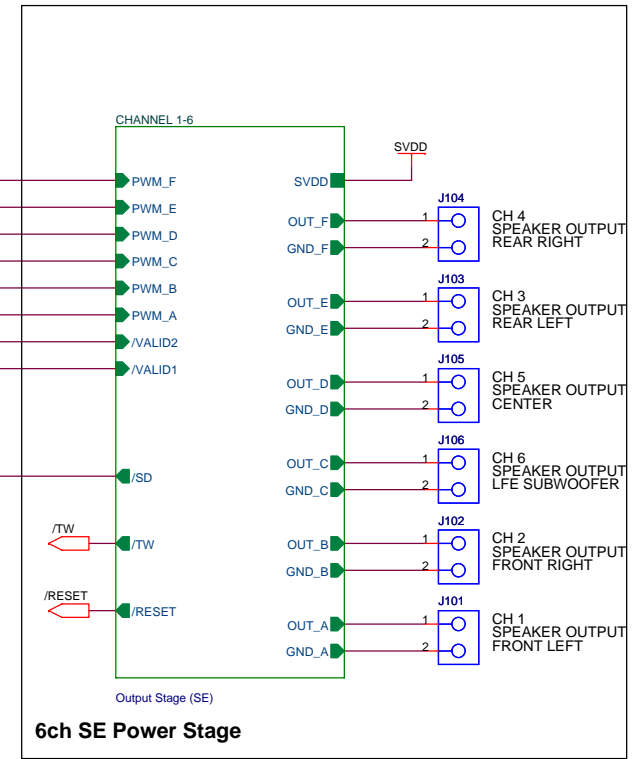 CHANNEL 1-6
SVDD
PWM_F
SVDD
J104
PWM_E
OUT_F
1
CH 4
SPEAKER OUTPUT
REAR RIGHT
PWM_D
GND_F
2
PWM_C
J103
PWM_B
OUT_E
1
CH 3
SPEAKER OUTPUT
REAR LEFT
PWM_A
GND_E
2
/VALID2
J105
/VALID1
OUT_D
1
CH 5
SPEAKER OUTPUT
CENTER
GND_D
2
J106
/SD
OUT_C
1
CH 6
SPEAKER OUTPUT
LFE SUBWOOFER
GND_C
2
/TW
/TW
J102
OUT_B
1
CH 2
SPEAKER OUTPUT
FRONT RIGHT
GND_B
2
/RESET
/RESET
J101
OUT_A
1
CH 1
SPEAKER OUTPUT
FRONT LEFT
GND_A
2
Output Stage (SE)
6ch SE Power Stage